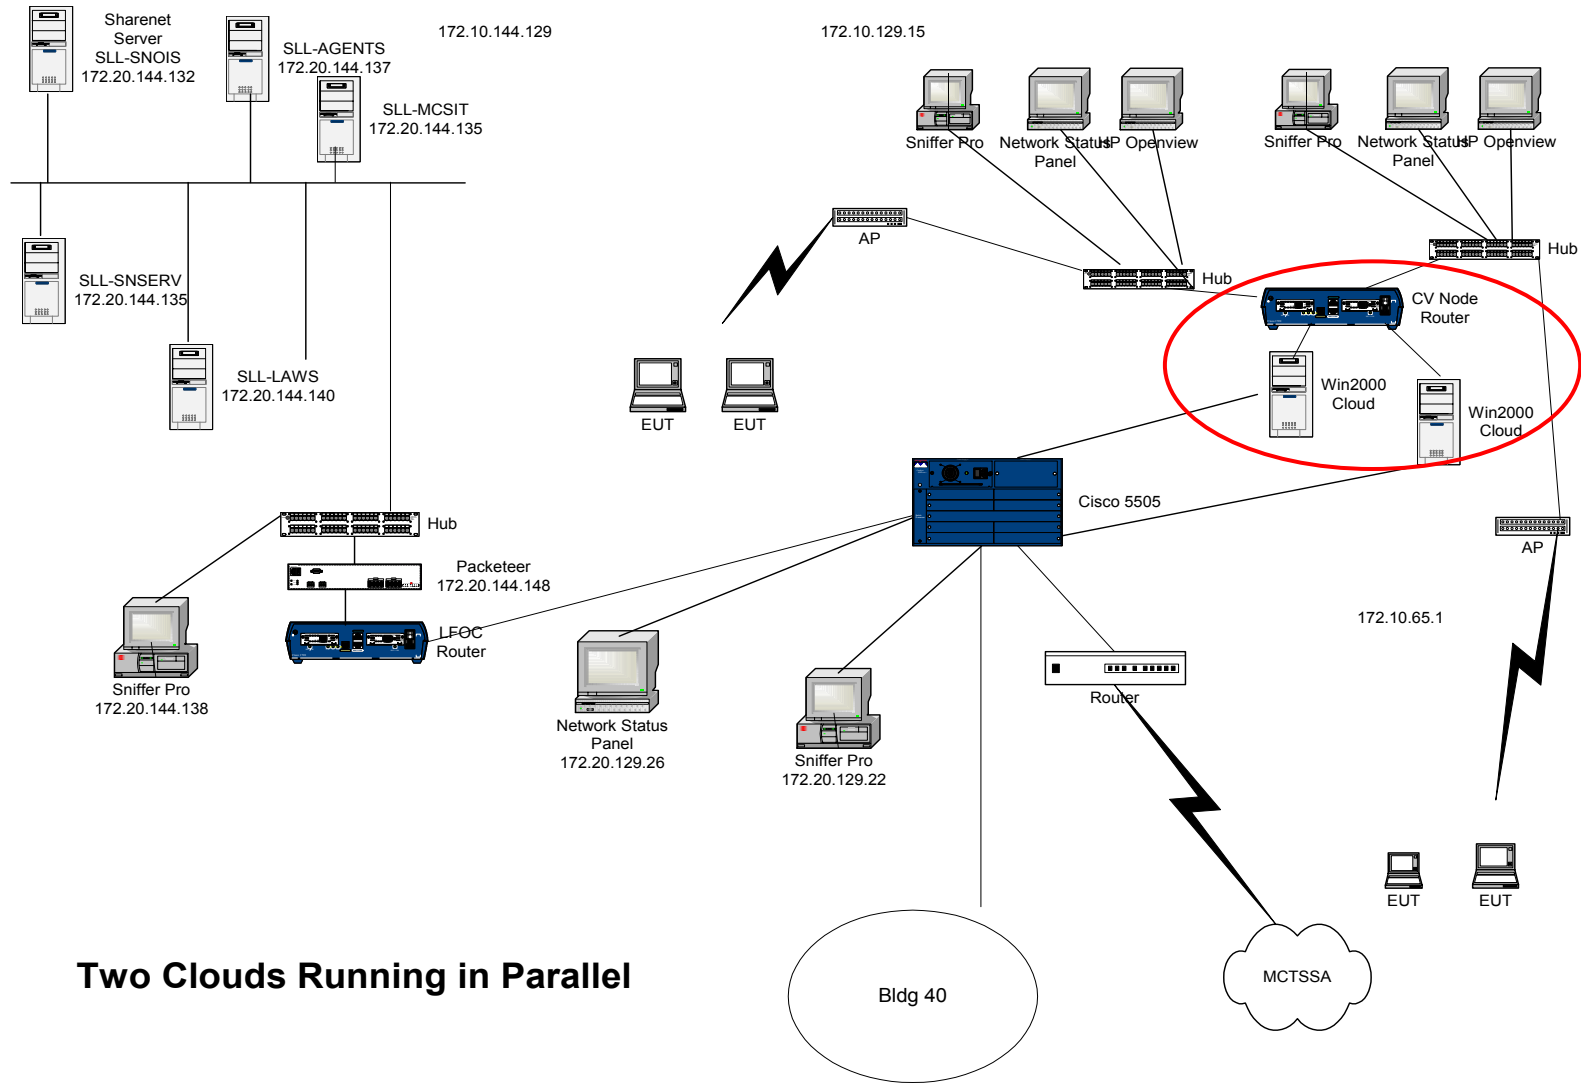 Sharenet
Server
SLL-SNOIS
172.20.144.132
SLL-AGENTS
172.20.144.137
SLL-MCSIT
172.20.144.135
172.10.144.129
172.10.129.15
Sniffer Pro
Network Status
Panel
HP Openview
Sniffer Pro
Network Status
Panel
HP Openview
AP
Hub
Hub
SLL-SNSERV
172.20.144.135
CV Node
Router
SLL-LAWS
172.20.144.140
EUT
EUT
Win2000
Cloud
Win2000
Cloud
Cisco 5505
Hub
AP
Packeteer
172.20.144.148
172.10.65.1
LFOC
Router
Sniffer Pro
172.20.144.138
Network Status
Panel
172.20.129.26
Sniffer Pro
172.20.129.22
Router
EUT
EUT
Two Clouds Running in Parallel
Bldg 40
MCTSSA